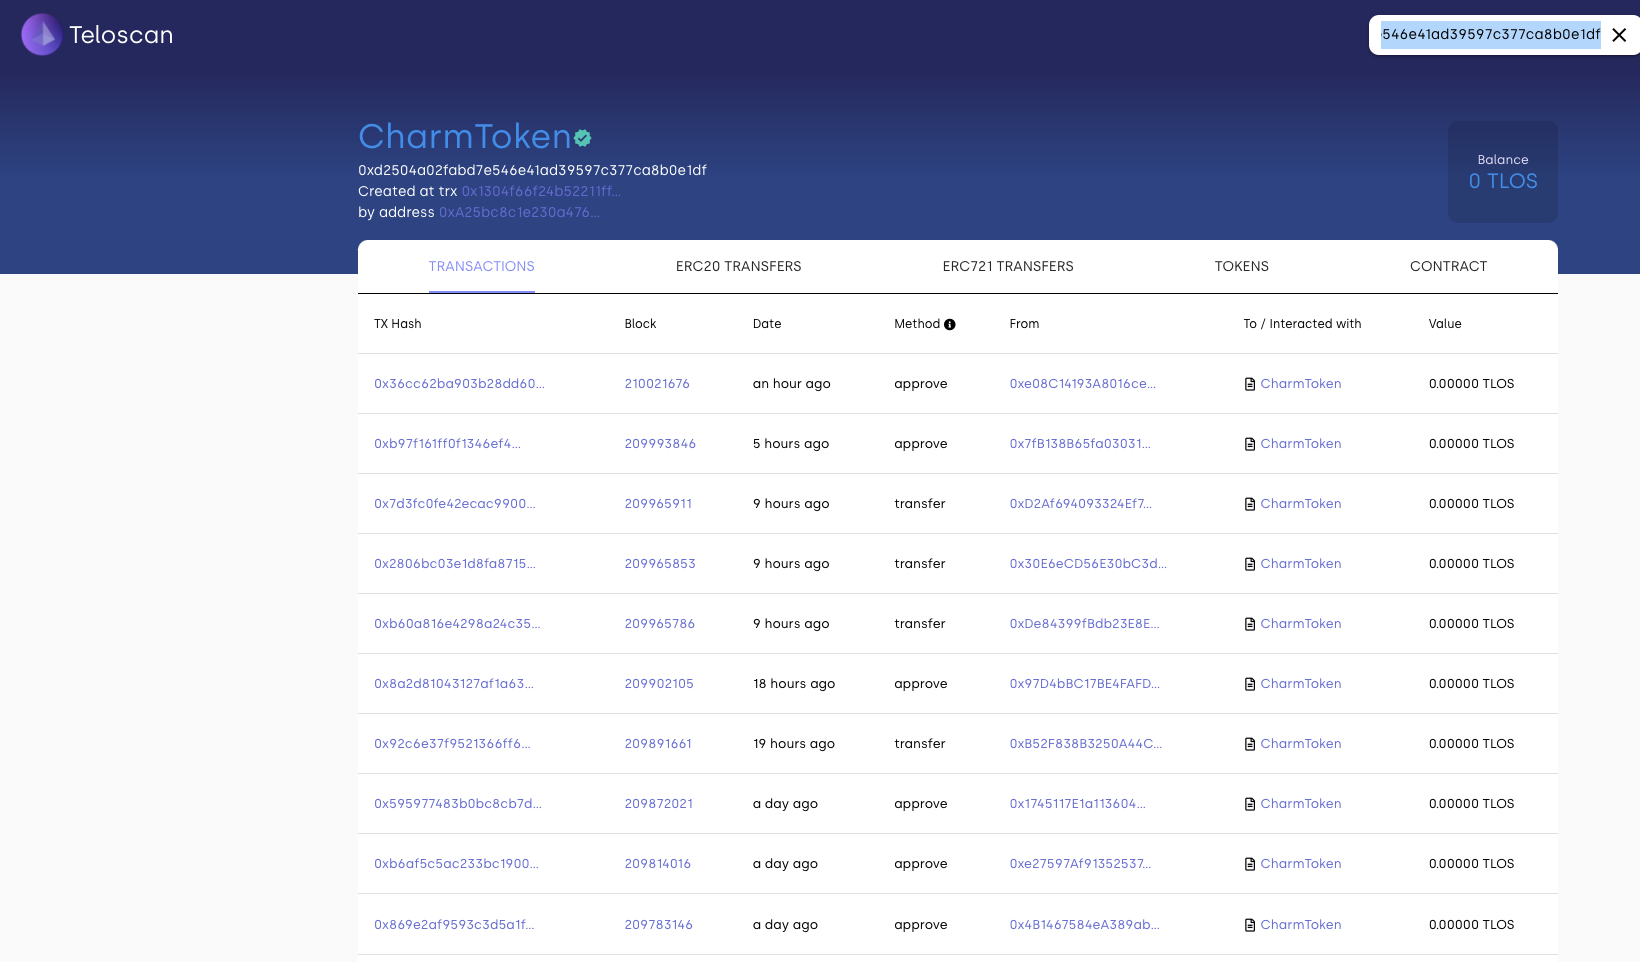 Teloscan
546e41ad39597c377ca8b0e1df
CharmToken
0xd2504a02fabd7e546e41ad39597c377ca8b0e1df
Created at trx 0x1304f66f24b52211ff...
by address 0xA25bc8c1e230a476...
Balance
0 TLOS
TRANSACTIONS ERC20 TRANSFERS ERC721 TRANSFERS TOKENS CONTRACT
TX Hash Block Date Method From To / Interacted with Value
0x36cc62ba903b28dd60... 210021676 an hour ago approve 0xe08C14193A8016ce... CharmToken 0.00000 TLOS
0xb97f161ff0f1346ef4... 209993846 5 hours ago approve 0x7fB138B65fa03031... CharmToken 0.00000 TLOS
0x7d3fc0fe42ecac9900... 209965911 9 hours ago transfer 0xD2Af694093324Ef7... CharmToken 0.00000 TLOS
0x2806bc03e1d8fa8715... 209965853 9 hours ago transfer 0x30E6eCD56E30bC3d... CharmToken 0.00000 TLOS
0xb60a816e4298a24c35... 209965786 9 hours ago transfer 0xDe84399fBdb23E8E... CharmToken 0.00000 TLOS
0x8a2d81043127af1a63... 209902105 18 hours ago approve 0x97D4bBC17BE4FAFD... CharmToken 0.00000 TLOS
0x92c6e37f9521366ff6... 209891661 19 hours ago transfer 0xB52F838B3250A44C... CharmToken 0.00000 TLOS
0x595977483b0bc8cb7d... 209872021 a day ago approve 0x1745117E1a113604... CharmToken 0.00000 TLOS
0xb6af5c5ac233bc1900... 209814016 a day ago approve 0xe27597Af91352537... CharmToken 0.00000 TLOS
0x869e2af9593c3d5a1f... 209783146 a day ago approve 0x4B1467584eA389ab... CharmToken 0.00000 TLOS